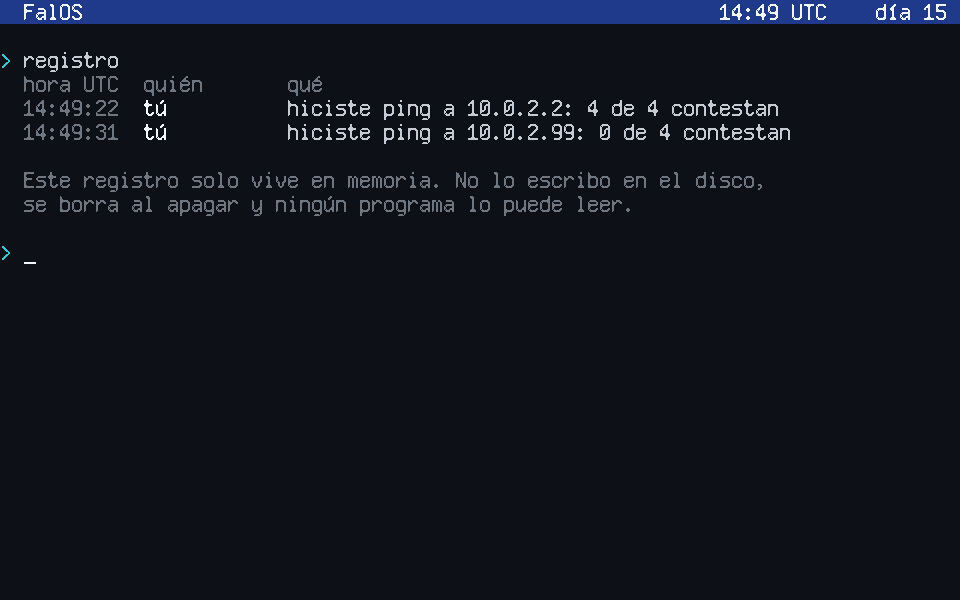 FalOS 14:49 UTC día 15
> registro
hora UTC quién qué
14:49:22 tú hiciste ping a 10.0.2.2: 4 de 4 contestan
14:49:31 tú hiciste ping a 10.0.2.99: 0 de 4 contestan
Este registro solo vive en memoria. No lo escribo en el disco,
se borra al apagar y ningún programa lo puede leer.
> _